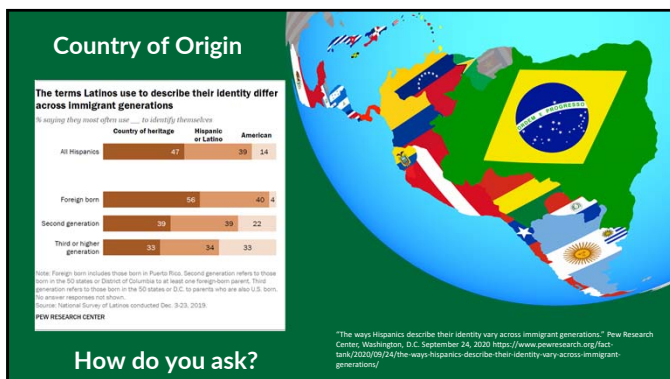 Country of Origin
The terms Latinos use to describe their identity differ
across immigrant generations
% saying they most often use __ to identify themselves
Country of heritage Hispanic or Latino American
All Hispanics 47 39 14
Foreign born 56 40 4
Second generation 39 39 22
Third or higher generation 33 34 33
Note: Foreign born includes those born in Puerto Rico. Second generation refers to those
born in the 50 states or District of Columbia to at least one foreign-born parent. Third
generation refers to those born in the 50 states or D.C. to parents who are also U.S. born.
No answer responses not shown.
Source: National Survey of Latinos conducted Dec. 3-23, 2019.
PEW RESEARCH CENTER
How do you ask?
ORDEM E PROGRESSO
"The ways Hispanics describe their identity vary across immigrant generations." Pew Research
Center, Washington, D.C. September 24, 2020 https://www.pewresearch.org/fact-
tank/2020/09/24/the-ways-hispanics-describe-their-identity-vary-across-immigrant-
generations/